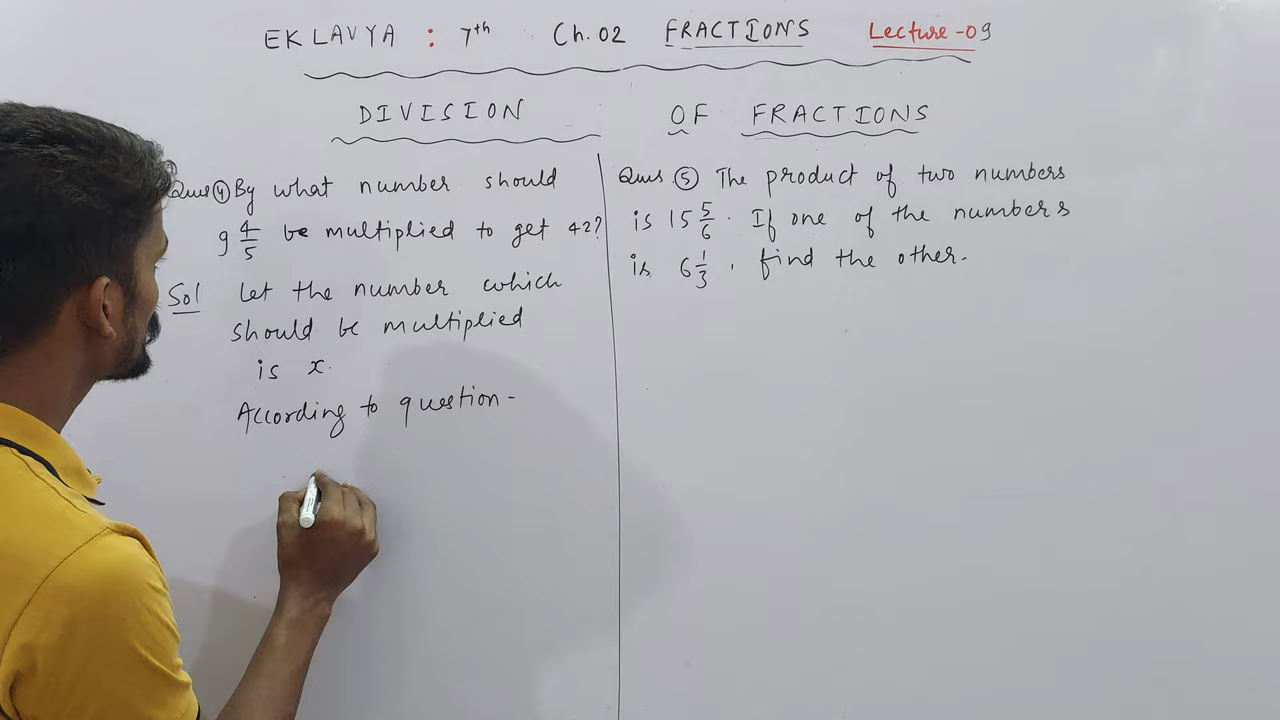 EKLAVYA : 7th Ch. 02 FRACTIONS Lecture-09
DIVISION OF FRACTIONS
Ques ④ By what number should
9 4/5 be multiplied to get 42?
Sol Let the number which
should be multiplied
is x.
According to question -
Ques. ⑤ The product of two numbers
is 15 5/6. If one of the numbers
is 6 1/3, find the other.